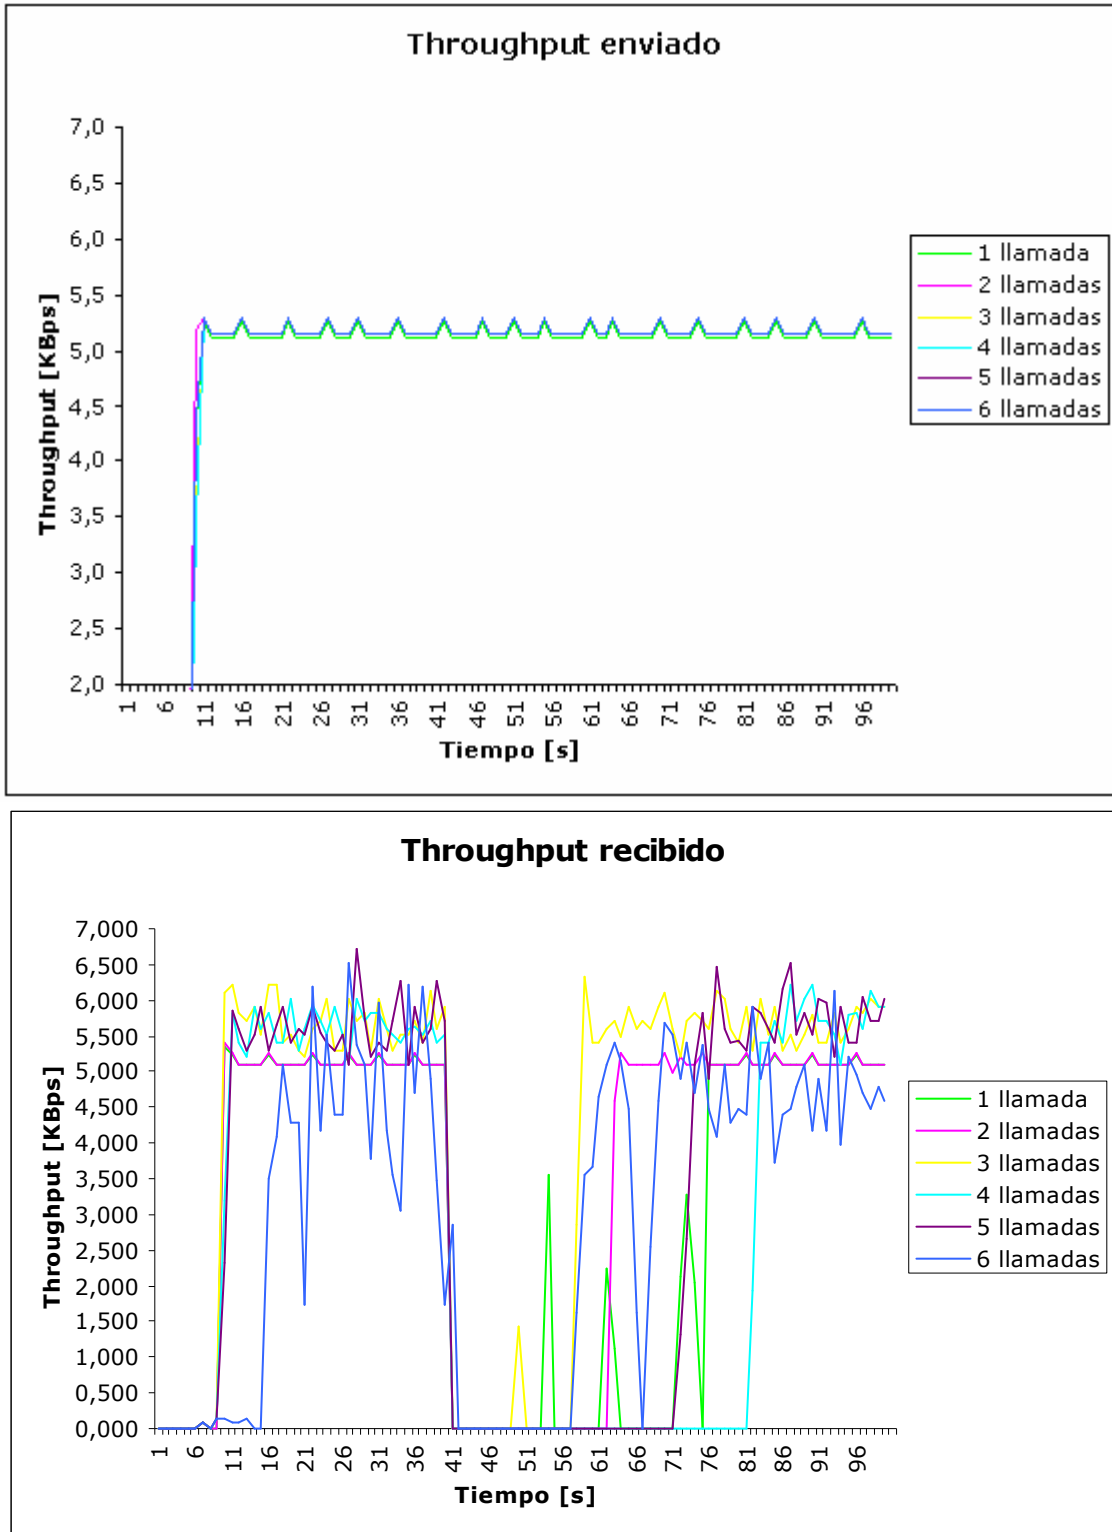 Throughput enviado
7,0
6,5
6,0
5,5
5,0
4,5
4,0
3,5
3,0
2,5
2,0
Throughput [KBps]
1 6 11 16 21 26 31 36 41 46 51 56 61 66 71 76 81 86 91 96
Tiempo [s]
1 llamada
2 llamadas
3 llamadas
4 llamadas
5 llamadas
6 llamadas
Throughput recibido
7,000
6,500
6,000
5,500
5,000
4,500
4,000
3,500
3,000
2,500
2,000
1,500
1,000
0,500
0,000
Throughput [KBps]
1 6 11 16 21 26 31 36 41 46 51 56 61 66 71 76 81 86 91 96
Tiempo [s]
1 llamada
2 llamadas
3 llamadas
4 llamadas
5 llamadas
6 llamadas